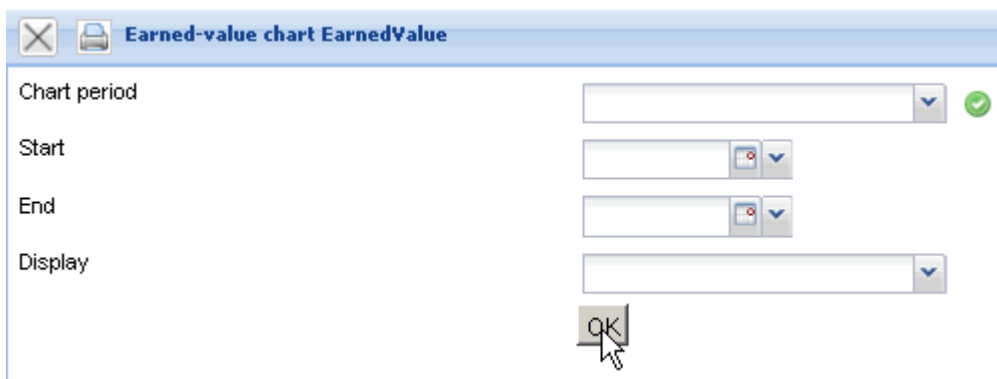 Earned-value chart EarnedValue
Chart period
Start
End
Display
OK